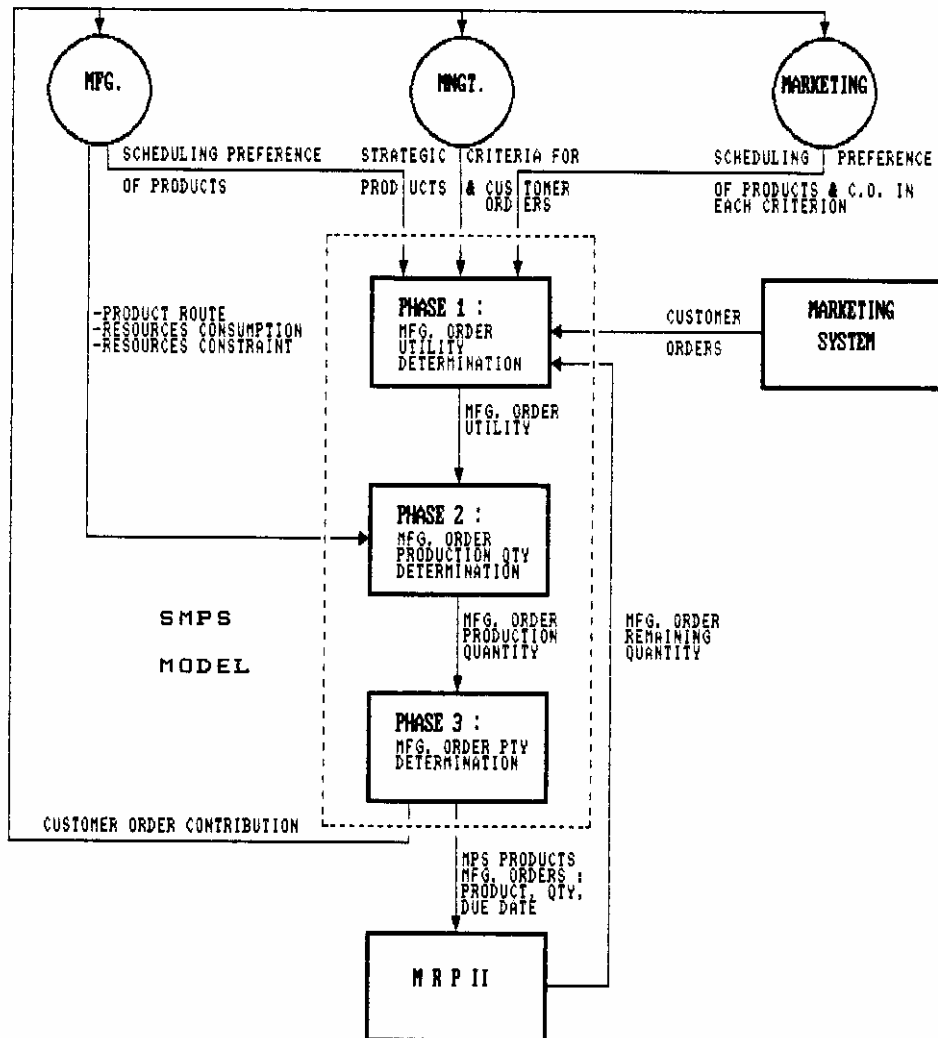 MFG.
MNGT.
MARKETING
SCHEDULING PREFERENCE
OF PRODUCTS
STRATEGIC CRITERIA FOR
PRODUCTS & CUSTOMER
ORDERS
SCHEDULING PREFERENCE
OF PRODUCTS & C.O. IN
EACH CRITERION
-PRODUCT ROUTE
-RESOURCES CONSUMPTION
-RESOURCES CONSTRAINT
PHASE 1 :
MFG. ORDER
UTILITY
DETERMINATION
CUSTOMER
ORDERS
MARKETING
SYSTEM
MFG. ORDER
UTILITY
PHASE 2 :
MFG. ORDER
PRODUCTION QTY
DETERMINATION
SMPS
MODEL
MFG. ORDER
PRODUCTION
QUANTITY
MFG. ORDER
REMAINING
QUANTITY
PHASE 3 :
MFG. ORDER PTY
DETERMINATION
CUSTOMER ORDER CONTRIBUTION
MPS PRODUCTS
MFG. ORDERS :
PRODUCT, QTY,
DUE DATE
M R P II